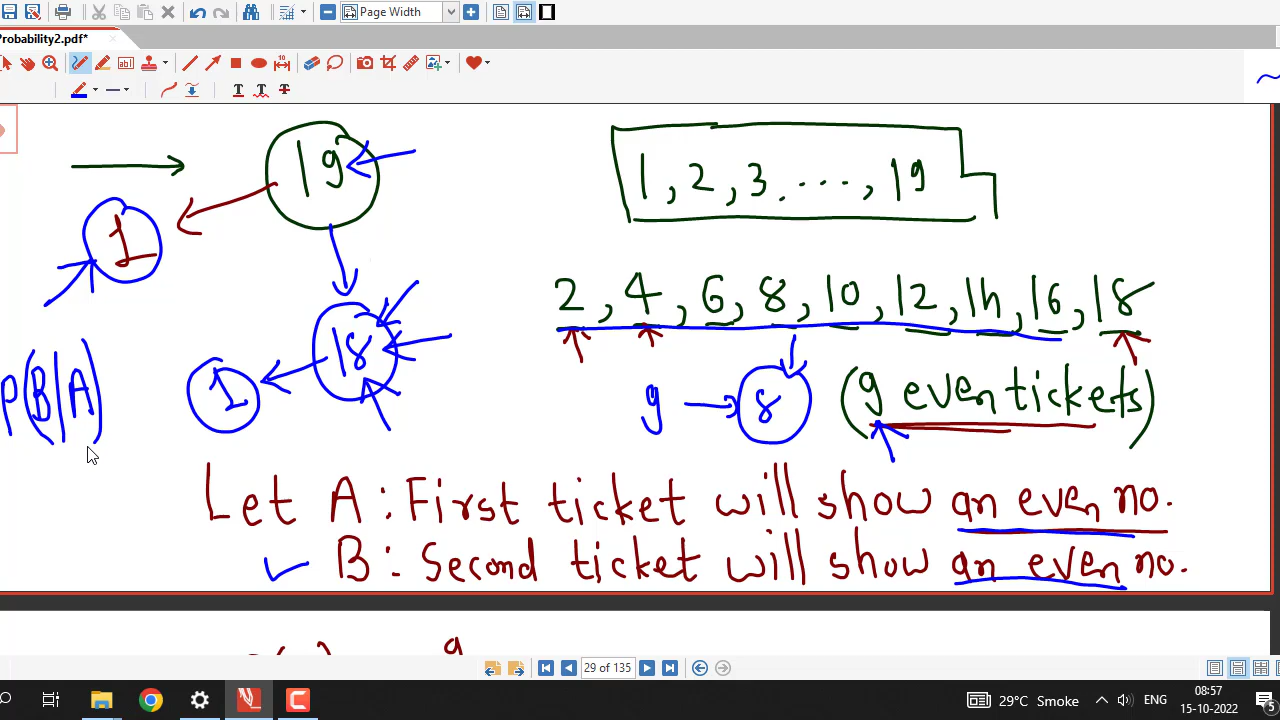 Page Width
Probability2.pdf*
19
1, 2, 3. ..., 19
1
2, 4, 6, 8, 10, 12, 14, 16, 18
18
1
P(B|A)
9 → 8 (9 even tickets)
Let A: First ticket will show an even no.
B: Second ticket will show an even no.
9
29 of 135
29°C Smoke
ENG
08:57
15-10-2022
5